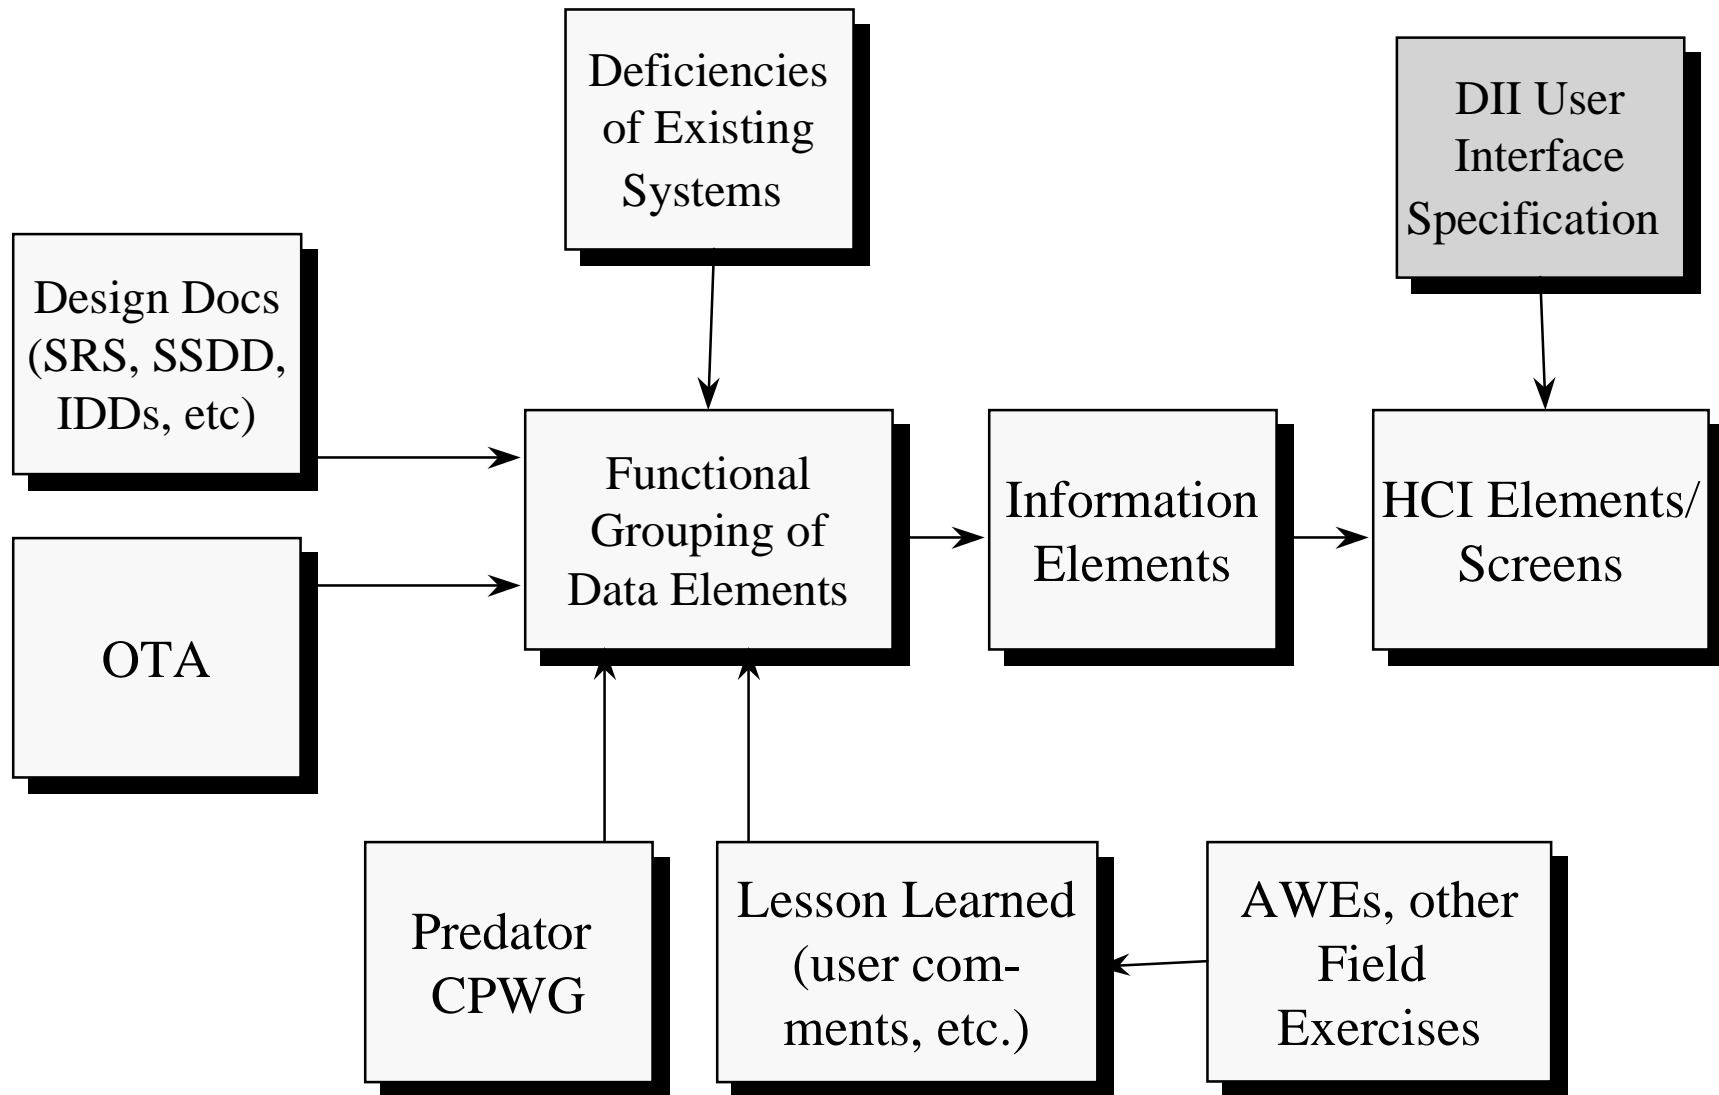 Deficiencies
of Existing
Systems
DII User
Interface
Specification
Design Docs
(SRS, SSDD,
IDDs, etc)
Functional
Grouping of
Data Elements
Information
Elements
HCI Elements/
Screens
OTA
Predator
CPWG
Lesson Learned
(user com-
ments, etc.)
AWEs, other
Field
Exercises